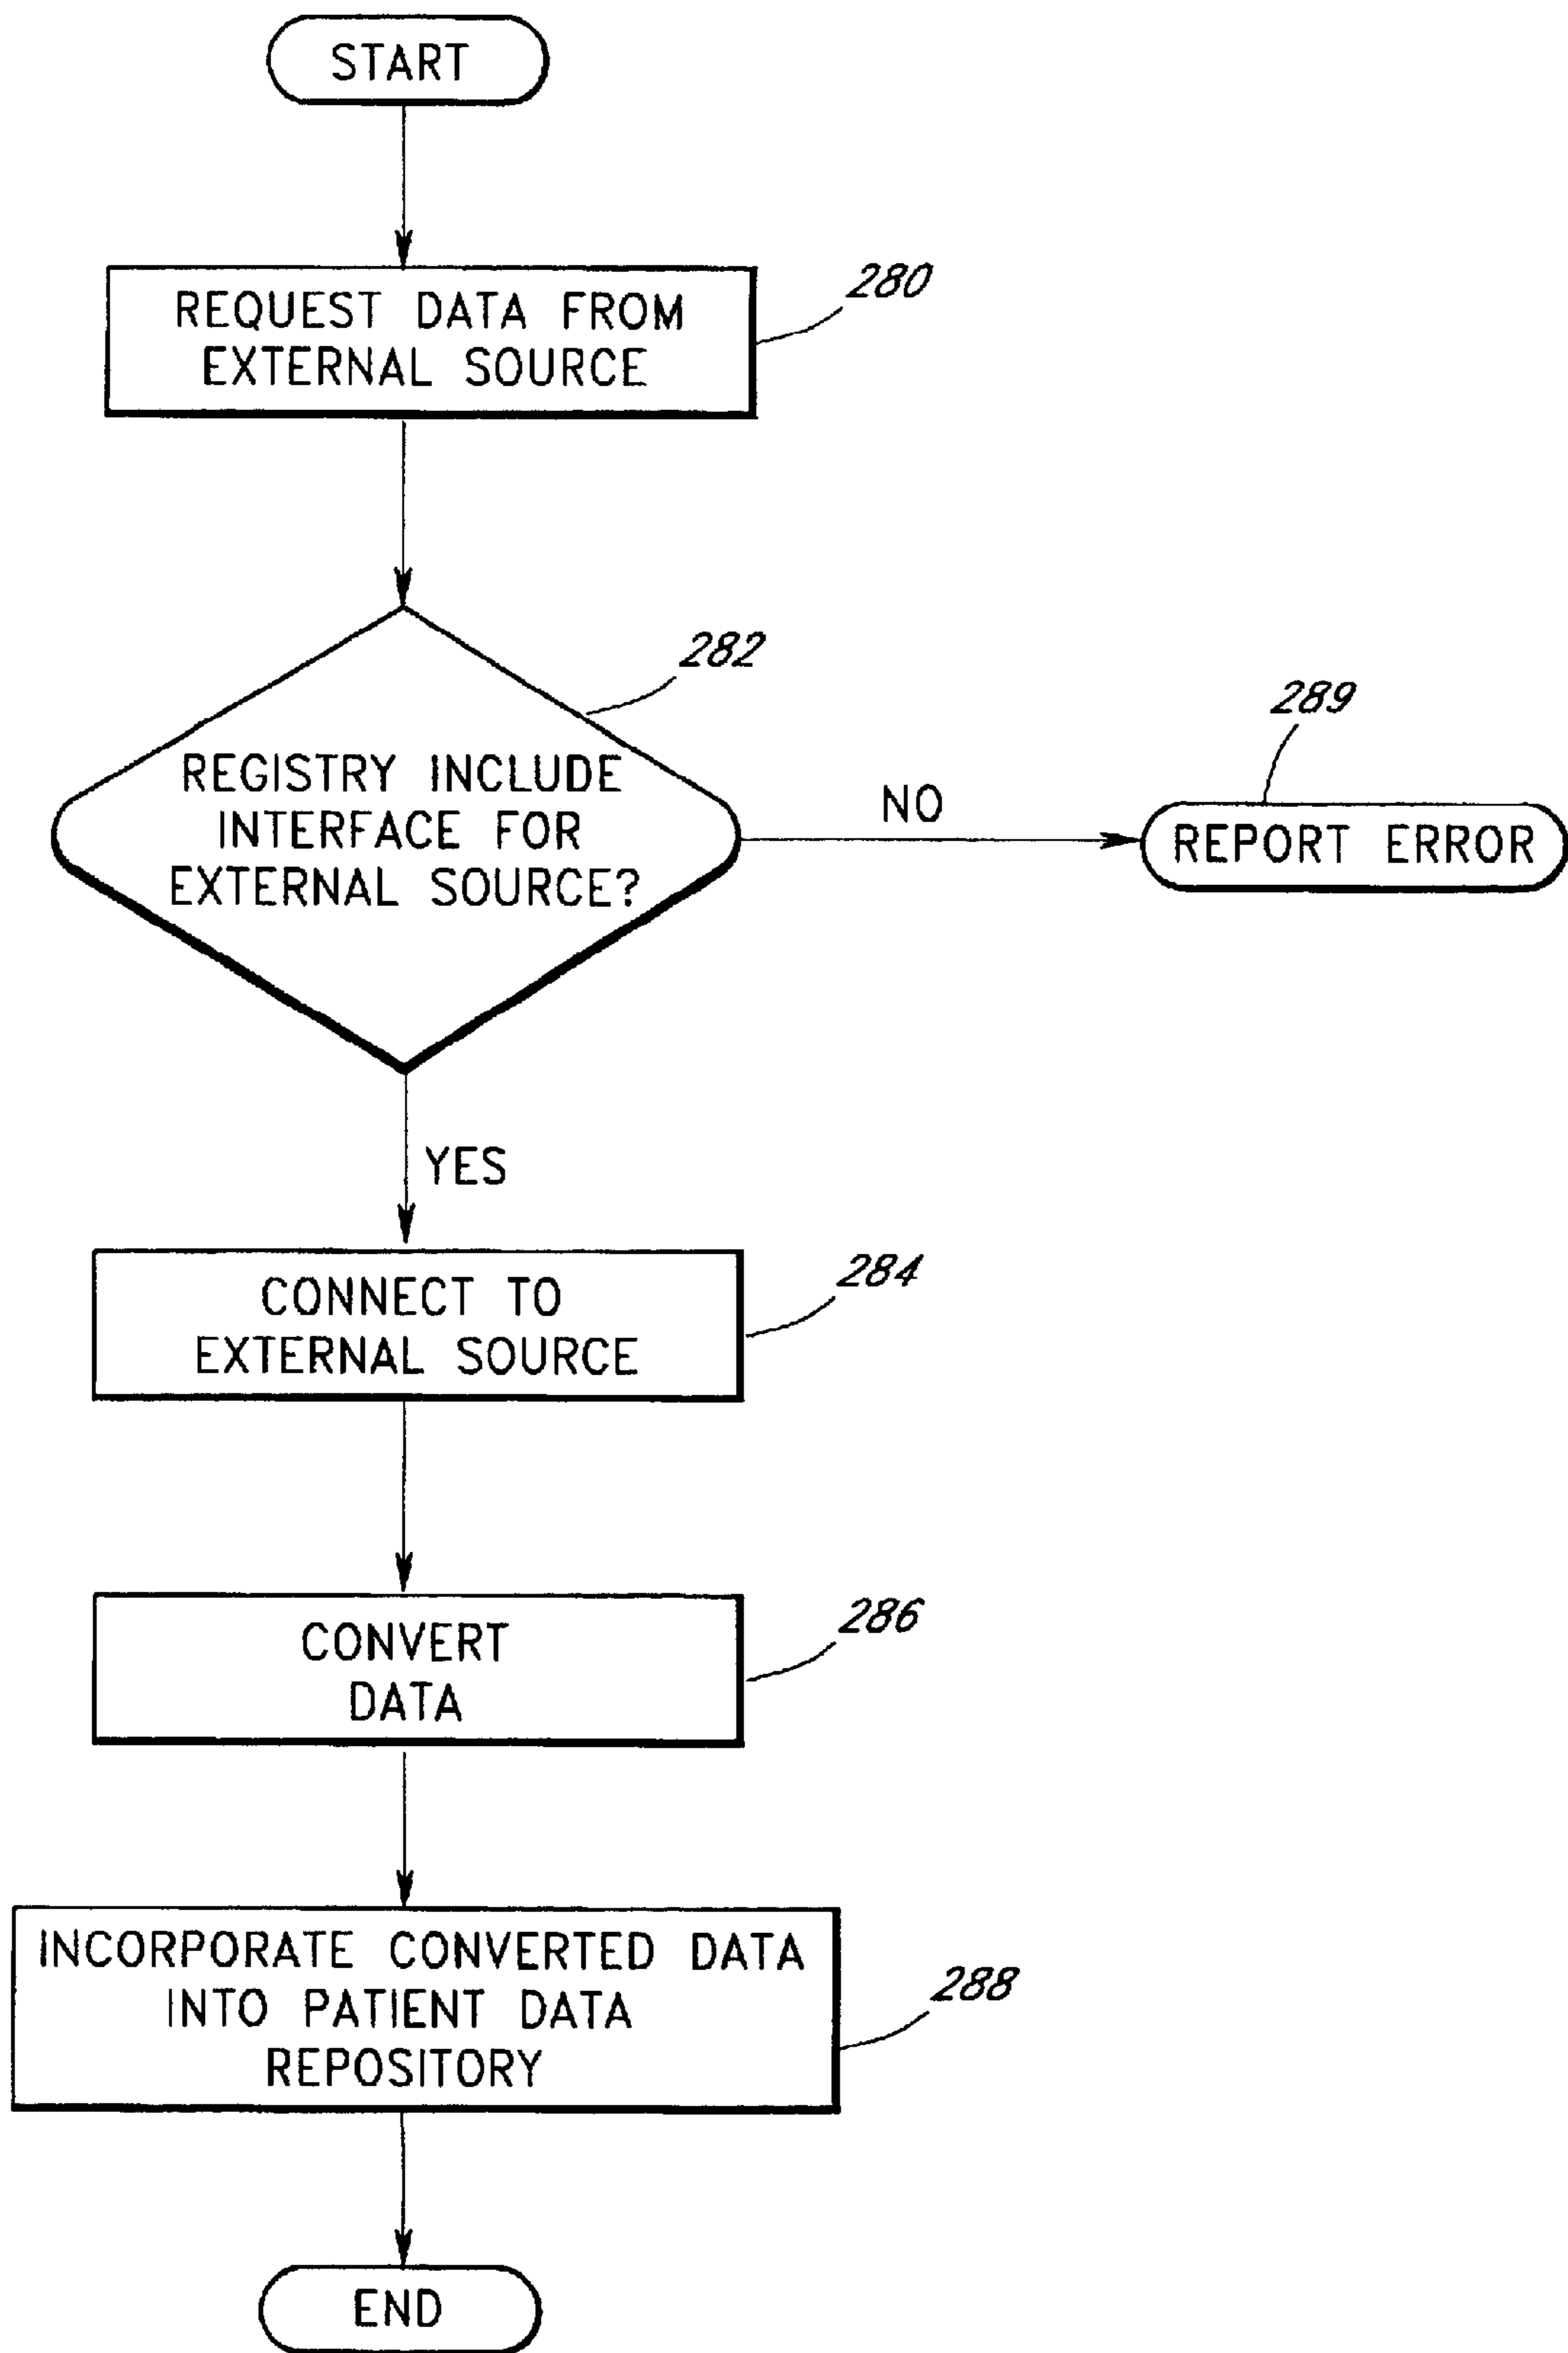 START
280
REQUEST DATA FROM
EXTERNAL SOURCE
282
REGISTRY INCLUDE
INTERFACE FOR
EXTERNAL SOURCE?
NO
289
REPORT ERROR
YES
284
CONNECT TO
EXTERNAL SOURCE
286
CONVERT
DATA
INCORPORATE CONVERTED DATA
INTO PATIENT DATA
REPOSITORY
288
END